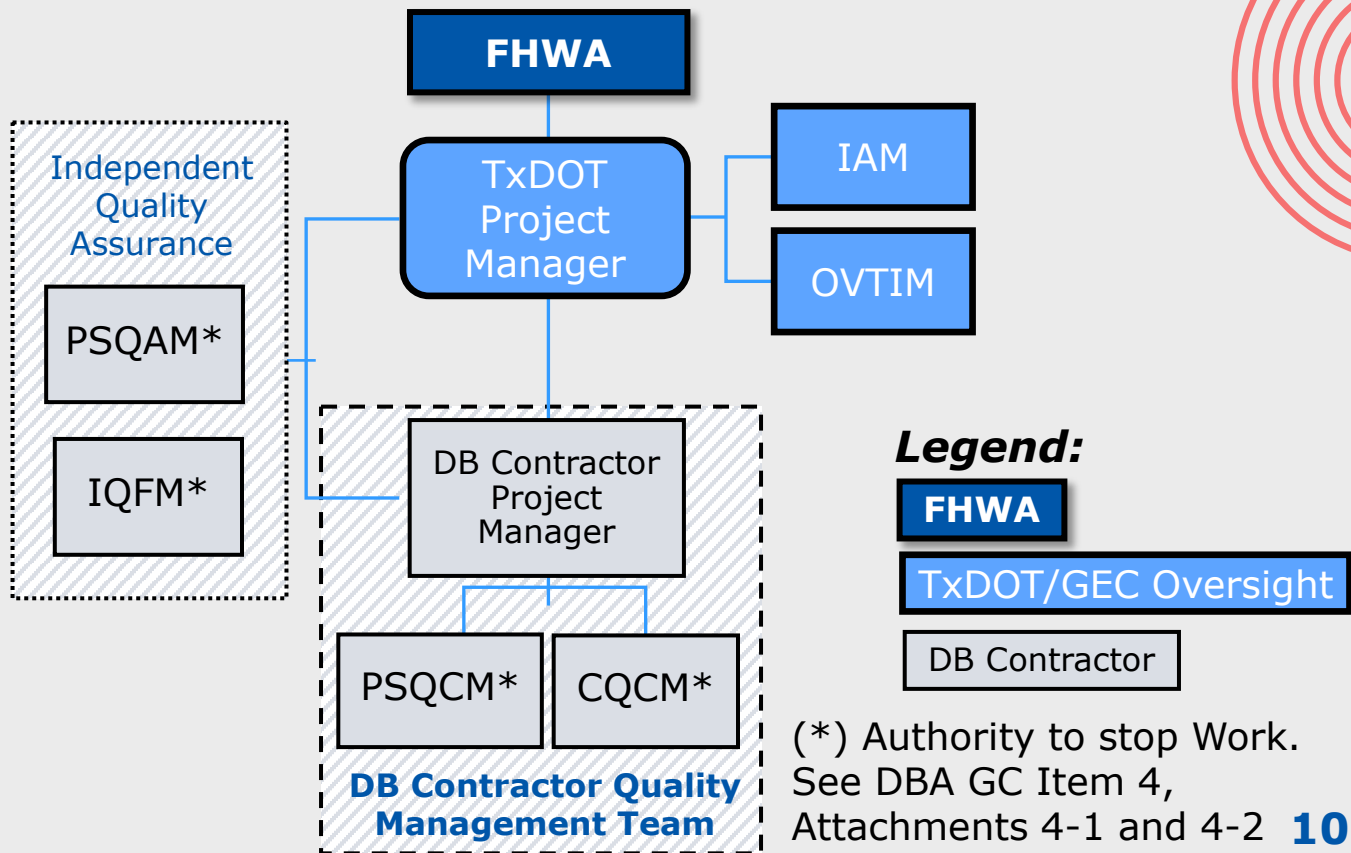 FHWA
Independent
Quality
Assurance
PSQAM*
IQFM*
TxDOT
Project
Manager
IAM
OVTIM
DB Contractor
Project
Manager
PSQCM*
CQCM*
DB Contractor Quality
Management Team
Legend:
FHWA
TxDOT/GEC Oversight
DB Contractor
(*) Authority to stop Work.
See DBA GC Item 4,
Attachments 4-1 and 4-2
10